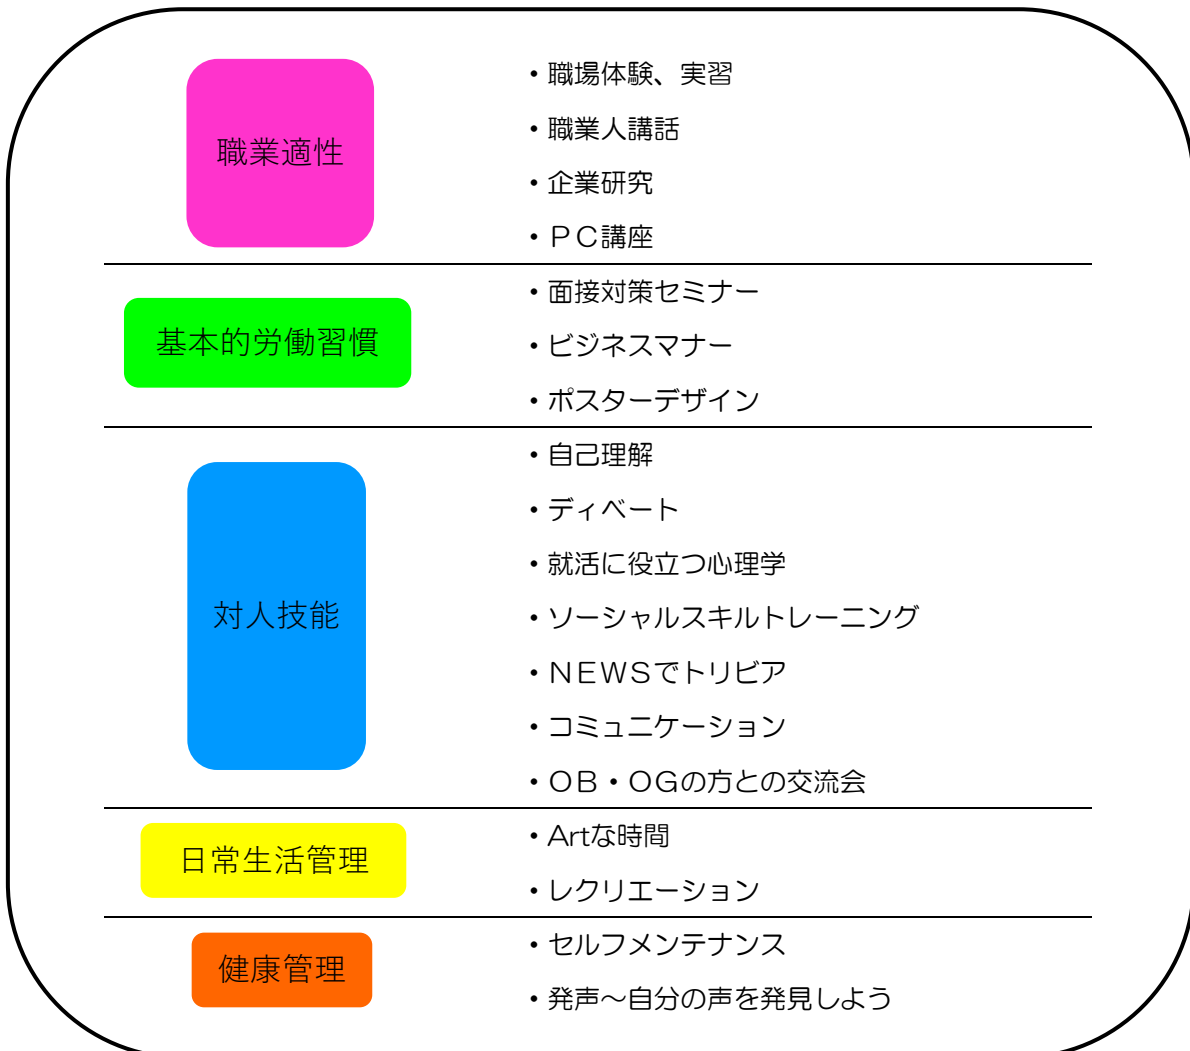 職業適性
・職場体験、実習
・職業人講話
・企業研究
・ＰＣ講座
基本的労働習慣
・面接対策セミナー
・ビジネスマナー
・ポスターデザイン
対人技能
・自己理解
・ディベート
・就活に役立つ心理学
・ソーシャルスキルトレーニング
・ＮＥＷＳでトリビア
・コミュニケーション
・ＯＢ・ＯＧの方との交流会
日常生活管理
・Artな時間
・レクリエーション
健康管理
・セルフメンテナンス
・発声～自分の声を発見しよう